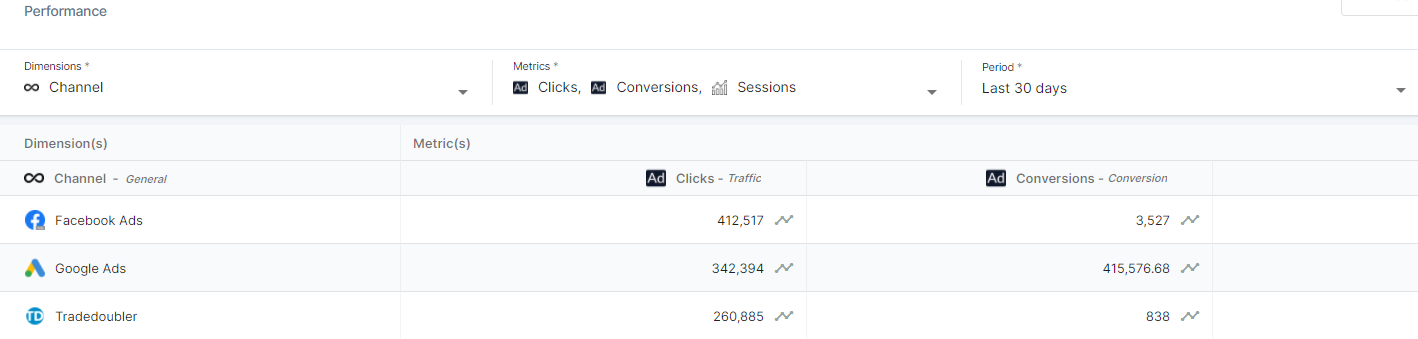 Performance
Dimensions * Metrics * Period *
Channel Ad Clicks, Ad Conversions, Sessions Last 30 days
Dimension(s) Metric(s)
Channel - General Ad Clicks - Traffic Ad Conversions - Conversion
Facebook Ads 412,517 3,527
Google Ads 342,394 415,576.68
TD Tradedoubler 260,885 838